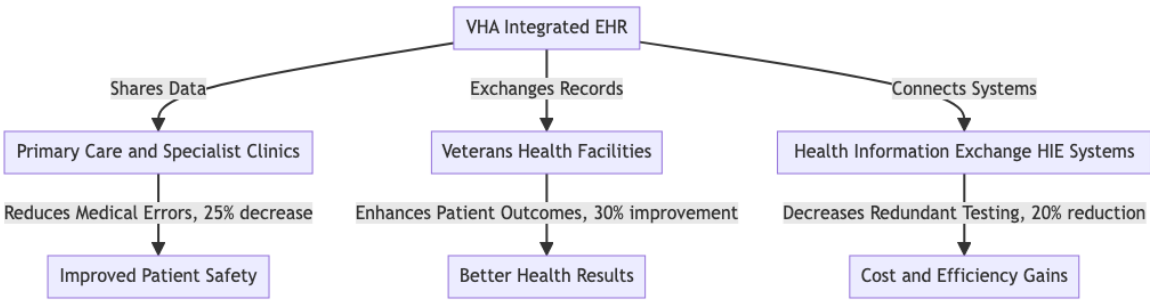 VHA Integrated EHR
Shares Data
Exchanges Records
Connects Systems
Primary Care and Specialist Clinics
Veterans Health Facilities
Health Information Exchange HIE Systems
Reduces Medical Errors, 25% decrease
Enhances Patient Outcomes, 30% improvement
Decreases Redundant Testing, 20% reduction
Improved Patient Safety
Better Health Results
Cost and Efficiency Gains